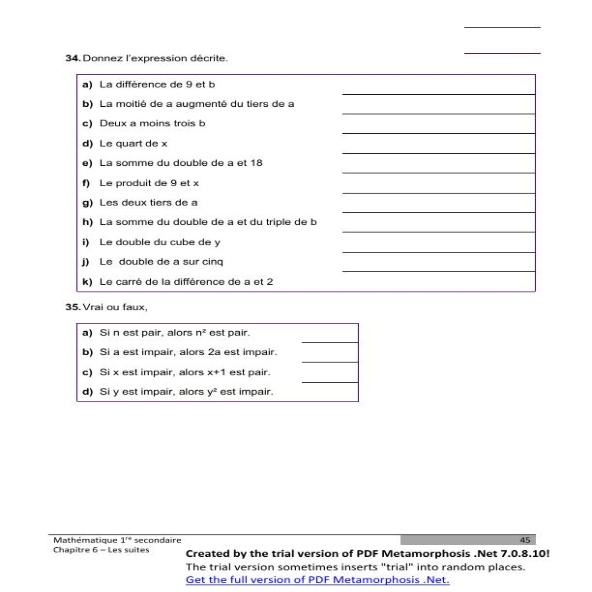 34. Donnez l'expression décrite.
a) La différence de 9 et b
b) La moitié de a augmenté du tiers de a
c) Deux a moins trois b
d) Le quart de x
e) La somme du double de a et 18
f) Le produit de 9 et x
g) Les deux tiers de a
h) La somme du double de a et du triple de b
i) Le double du cube de y
j) Le double de a sur cinq
k) Le carré de la différence de a et 2
35. Vrai ou faux,
a) Si n est pair, alors n² est pair.
b) Si a est impair, alors 2a est impair.
c) Si x est impair, alors x+1 est pair.
d) Si y est impair, alors y² est impair.
Mathématique 1re secondaire 45
Chapitre 6 – Les suites
Created by the trial version of PDF Metamorphosis .Net 7.0.8.10!
The trial version sometimes inserts "trial" into random places.
Get the full version of PDF Metamorphosis .Net.